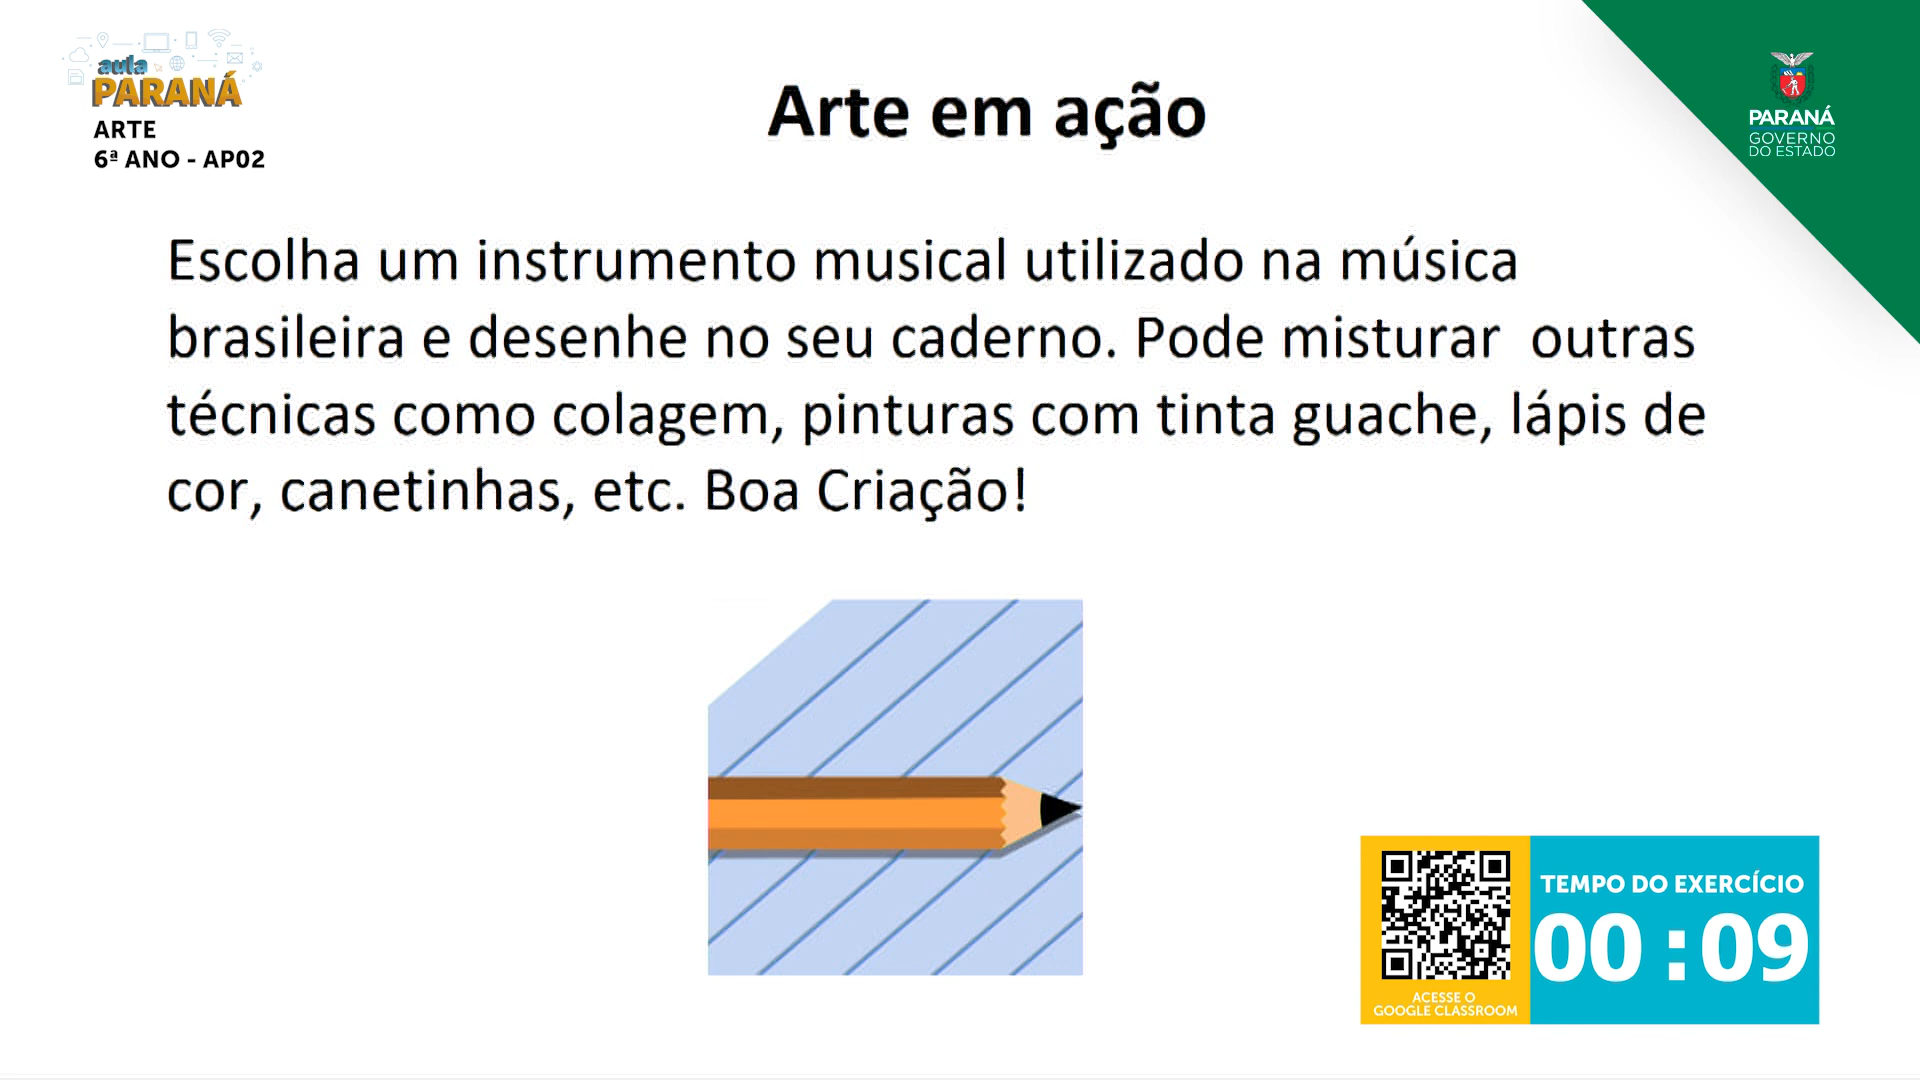 aula
PARANÁ
ARTE
6ª ANO - AP02
Arte em ação
PARANÁ
GOVERNO
DO ESTADO
Escolha um instrumento musical utilizado na música
brasileira e desenhe no seu caderno. Pode misturar  outras
técnicas como colagem, pinturas com tinta guache, lápis de
cor, canetinhas, etc. Boa Criação!
TEMPO DO EXERCÍCIO
00:09
ACESSE O
GOOGLE CLASSROOM